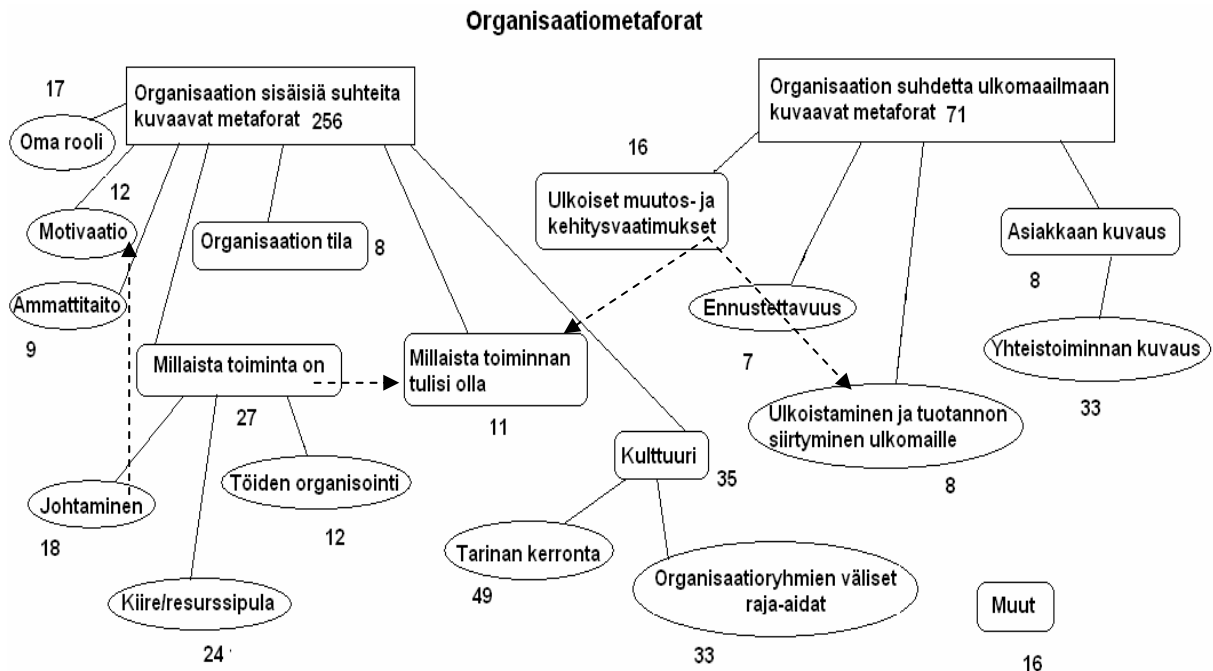 Organisaatiometaforat
17
Organisaation sisäisiä suhteita
kuvaavat metaforat 256
Organisaation suhdetta ulkomaailmaan
kuvaavat metaforat 71
Oma rooli
16
12
Motivaatio
Organisaation tila
8
Ulkoiset muutos- ja
kehitysvaatimukset
Asiakkaan kuvaus
8
Ammattitaito
9
Ennustettavuus
7
Yhteistoiminnan kuvaus
33
Millaista toiminta on
27
Millaista toiminnan
tulisi olla
11
Ulkoistaminen ja tuotannon
siirtyminen ulkomaille
8
Kulttuuri
35
Johtaminen
18
Töiden organisointi
12
Tarinan kerronta
49
Organisaatioryhmien väliset
raja-aidat
33
Kiire/resurssipula
24
Muut
16